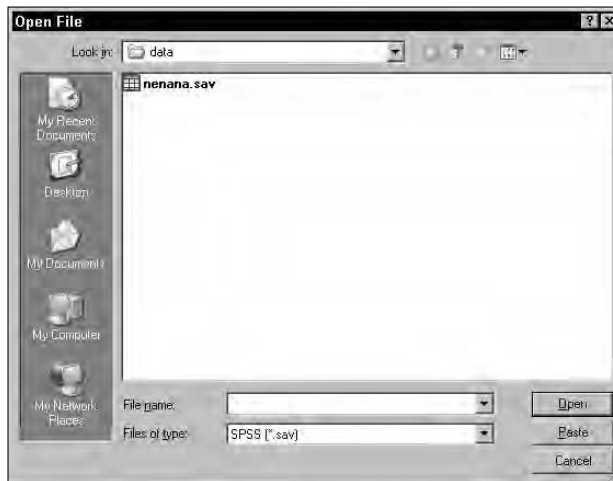 Open File
Look in: data
nenana.sav
My Recent
Documents
Desktop
My Documents
My Computer
My Network
Places
File name:
Files of type: SPSS (*.sav)
Open
Paste
Cancel